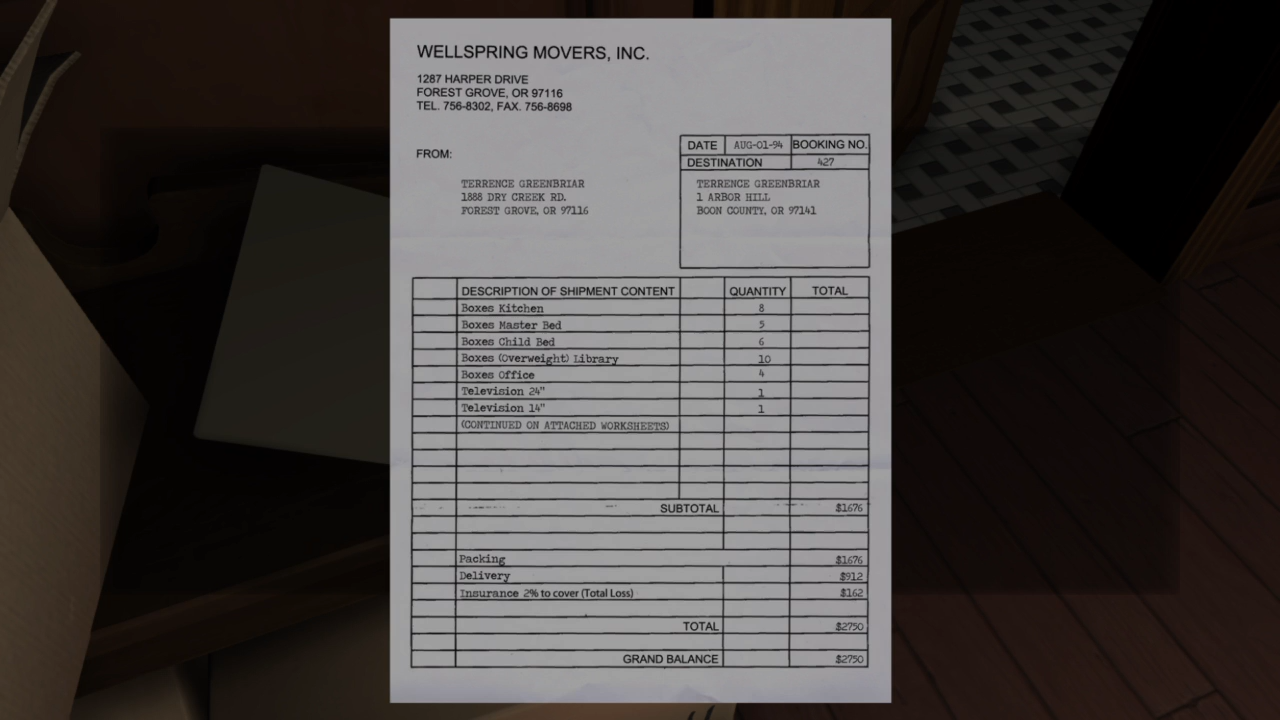 WELLSPRING MOVERS, INC.
1287 HARPER DRIVE
FOREST GROVE, OR 97116
TEL. 756-8302, FAX. 756-8698
FROM:
TERRENCE GREENBRIAR
1888 DRY CREEK RD.
FOREST GROVE, OR 97116
DATE AUG-01-94 BOOKING NO.
DESTINATION 427
TERRENCE GREENBRIAR
1 ARBOR HILL
BOON COUNTY, OR 97141
DESCRIPTION OF SHIPMENT CONTENT QUANTITY TOTAL
Boxes Kitchen 8
Boxes Master Bed 5
Boxes Child Bed 6
Boxes (Overweight) Library 10
Boxes Office 4
Television 24" 1
Television 14" 1
(CONTINUED ON ATTACHED WORKSHEETS)
SUBTOTAL $1676
Packing $1676
Delivery $912
Insurance 2% to cover (Total Loss) $162
TOTAL $2750
GRAND BALANCE $2750